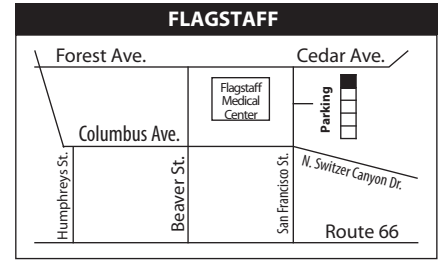 FLAGSTAFF
Forest Ave.
Cedar Ave.
Flagstaff
Medical
Center
Parking
Columbus Ave.
Humphreys St.
Beaver St.
San Francisco St.
N. Switzer Canyon Dr.
Route 66